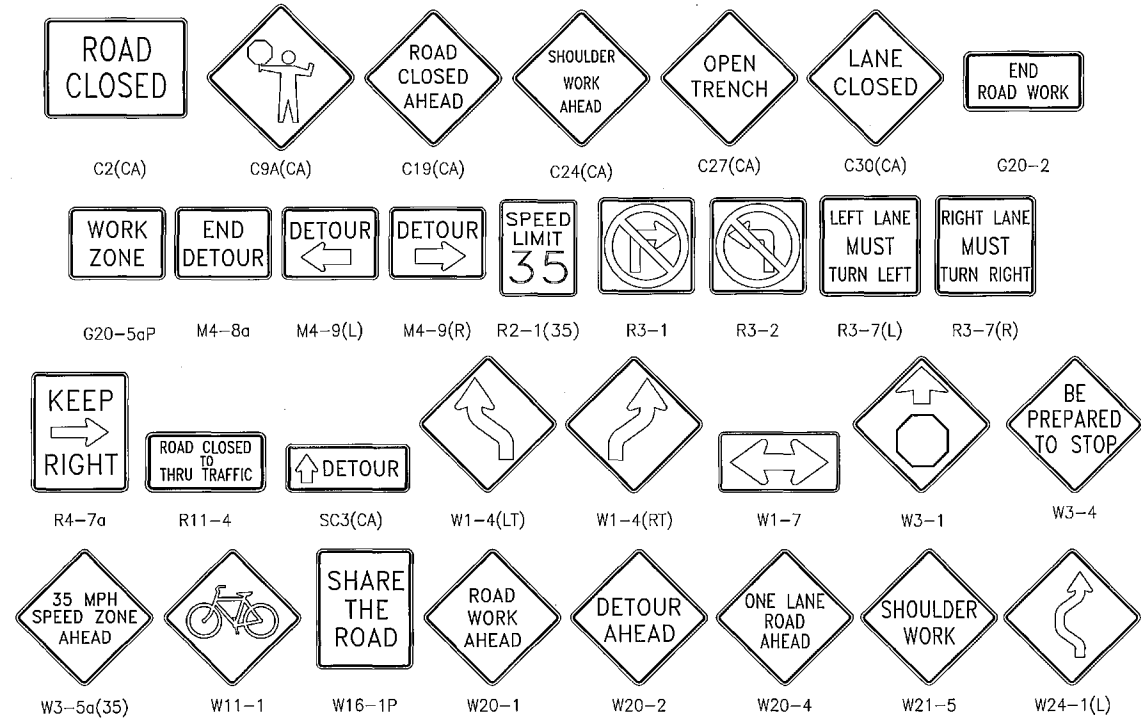 ROAD
CLOSED
ROAD
CLOSED
AHEAD
SHOULDER
WORK
AHEAD
OPEN
TRENCH
LANE
CLOSED
END
ROAD WORK
C2(CA)
C9A(CA)
C19(CA)
C24(CA)
C27(CA)
C30(CA)
G20-2
WORK
ZONE
END
DETOUR
DETOUR
DETOUR
SPEED
LIMIT
35
LEFT LANE
MUST
TURN LEFT
RIGHT LANE
MUST
TURN RIGHT
G20-5aP
M4-8a
M4-9(L)
M4-9(R)
R2-1(35)
R3-1
R3-2
R3-7(L)
R3-7(R)
KEEP
RIGHT
ROAD CLOSED
TO
THRU TRAFFIC
DETOUR
BE
PREPARED
TO STOP
R4-7a
R11-4
SC3(CA)
W1-4(LT)
W1-4(RT)
W1-7
W3-1
W3-4
35 MPH
SPEED ZONE
AHEAD
SHARE
THE
ROAD
ROAD
WORK
AHEAD
DETOUR
AHEAD
ONE LANE
ROAD
AHEAD
SHOULDER
WORK
W3-5a(35)
W11-1
W16-1P
W20-1
W20-2
W20-4
W21-5
W24-1(L)